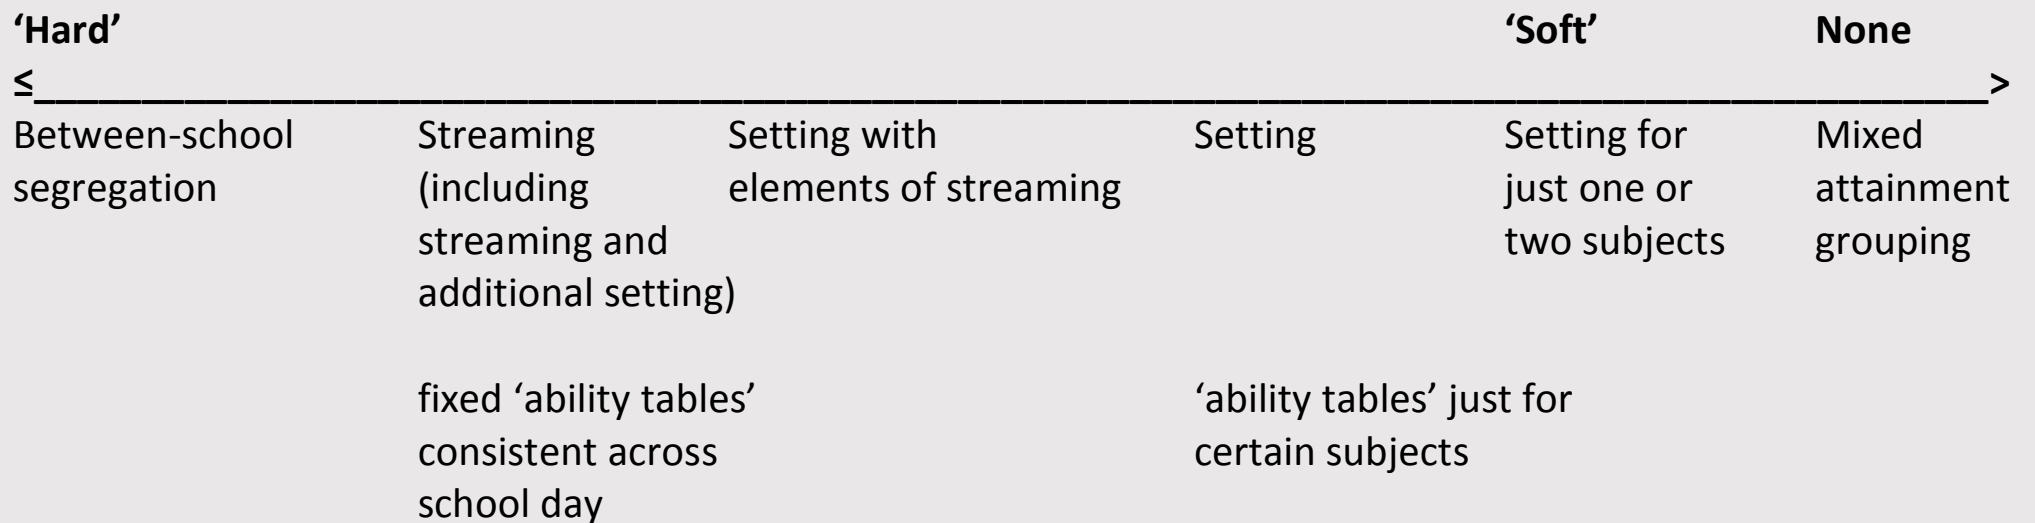 ‘Hard’ ‘Soft’ None
≤ >
Between-school Streaming Setting with Setting Setting for Mixed
segregation (including elements of streaming just one or attainment
streaming and two subjects grouping
additional setting)
fixed ‘ability tables’ ‘ability tables’ just for
consistent across certain subjects
school day